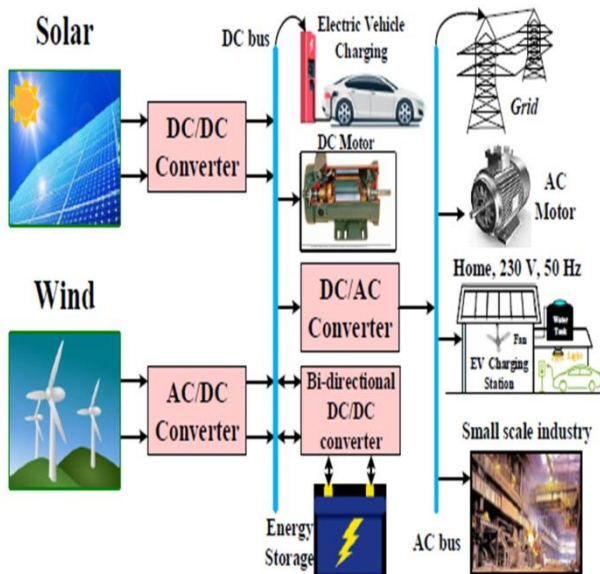 Solar
DC bus
Electric Vehicle
Charging
Grid
DC/DC
Converter
DC Motor
AC
Motor
Wind
DC/AC
Converter
Home, 230 V, 50 Hz
Water
Tank
Fan
Light
EV Charging
Station
AC/DC
Converter
Bi-directional
DC/DC
converter
Small scale industry
Energy
Storage
AC bus